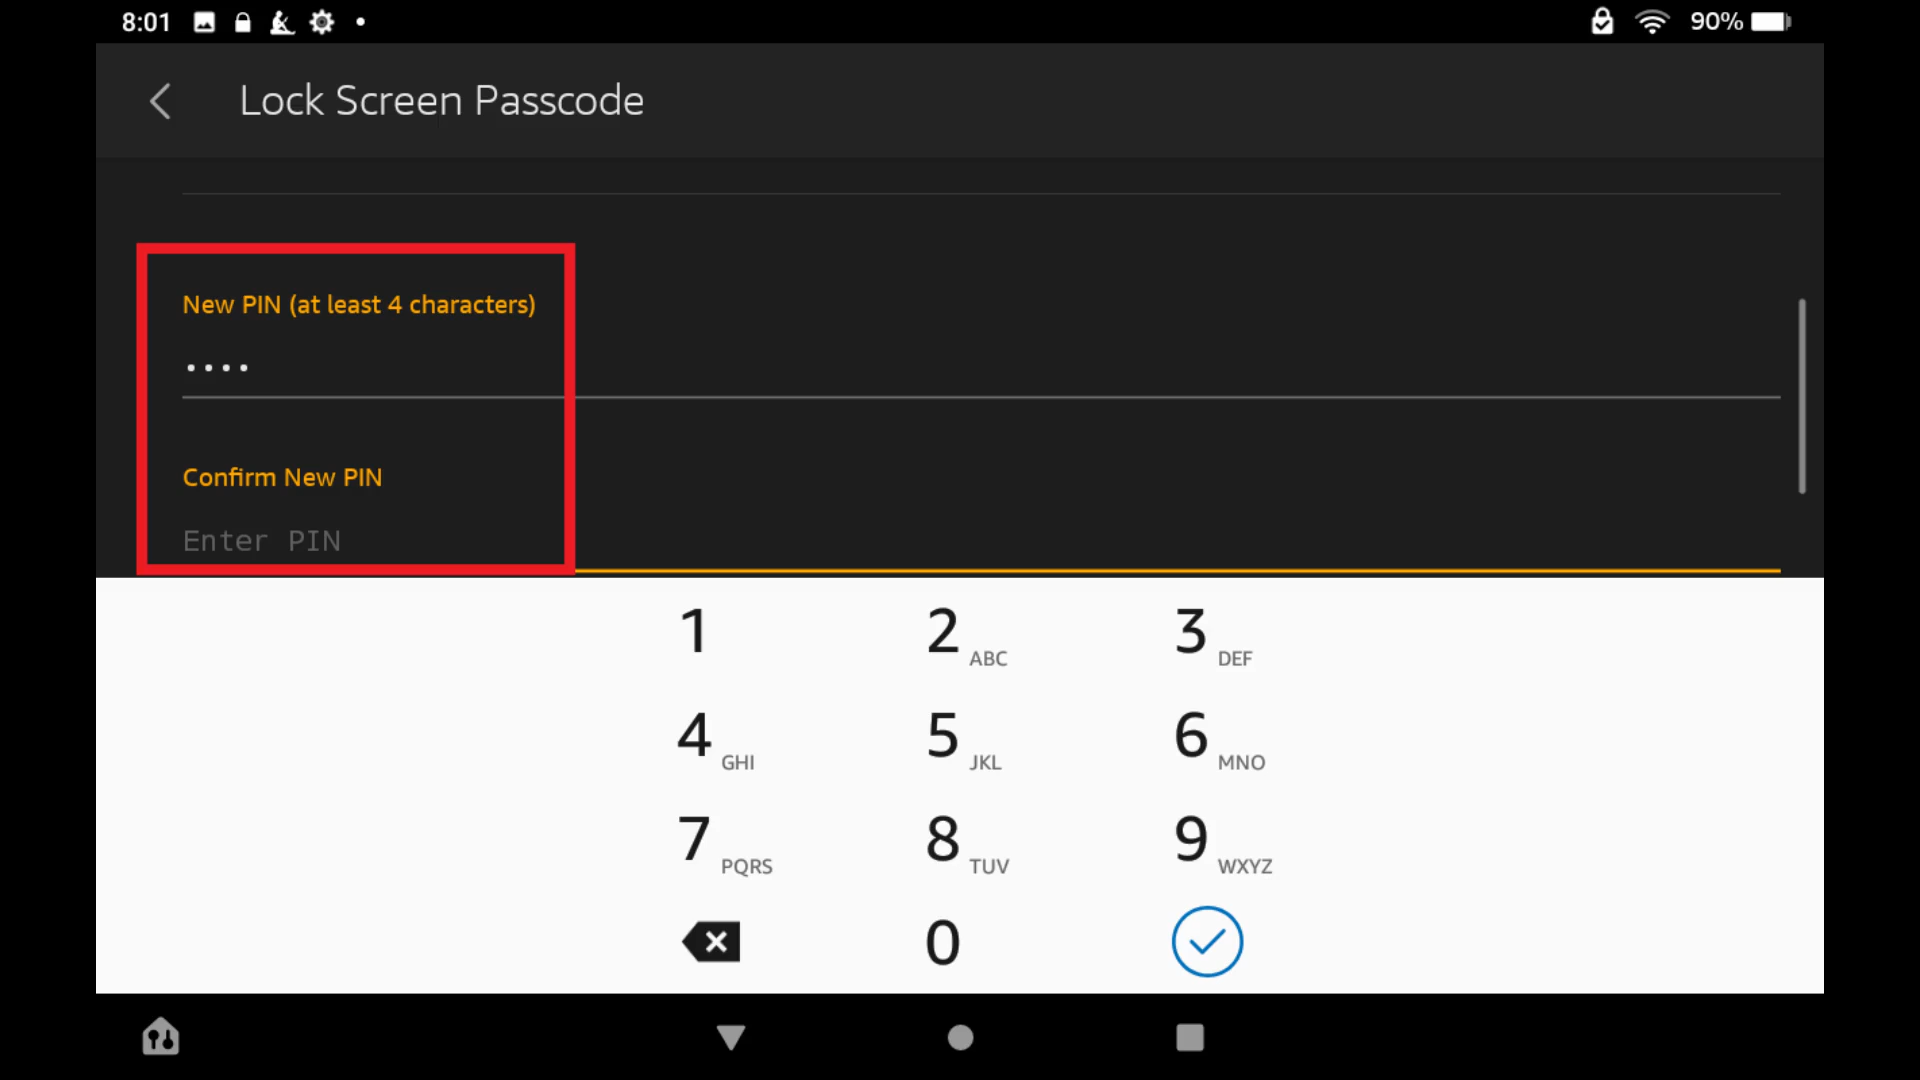 8:01
90%
Lock Screen Passcode
New PIN (at least 4 characters)
••••
Confirm New PIN
Enter PIN
1
2 ABC
3 DEF
4 GHI
5 JKL
6 MNO
7 PQRS
8 TUV
9 WXYZ
0